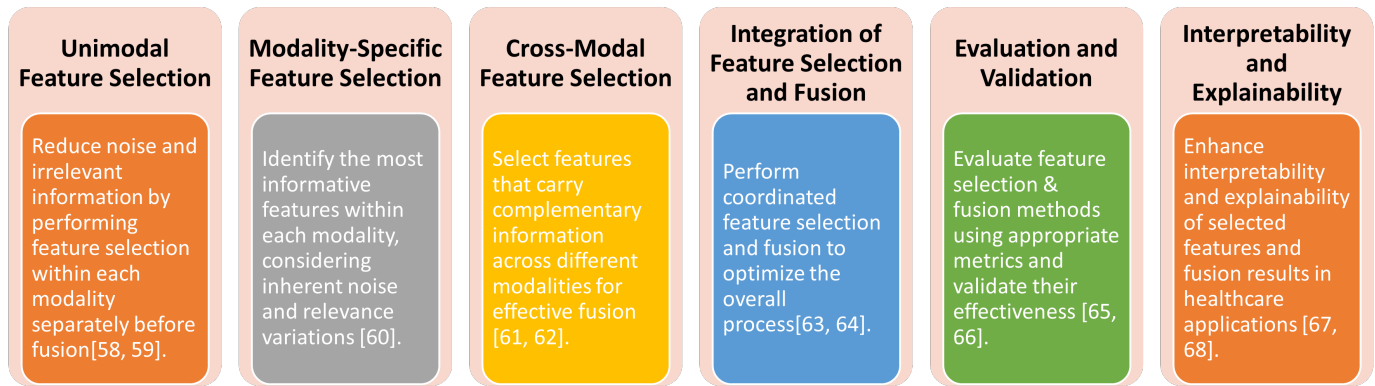 Unimodal
Feature Selection
Reduce noise and
irrelevant
information by
performing
feature selection
within each
modality
separately before
fusion[58, 59].
Modality-Specific
Feature Selection
Identify the most
informative
features within
each modality,
considering
inherent noise
and relevance
variations [60].
Cross-Modal
Feature Selection
Select features
that carry
complementary
information
across different
modalities for
effective fusion
[61, 62].
Integration of
Feature Selection
and Fusion
Perform
coordinated
feature selection
and fusion to
optimize the
overall
process[63, 64].
Evaluation and
Validation
Evaluate feature
selection &
fusion methods
using appropriate
metrics and
validate their
effectiveness [65,
66].
Interpretability
and
Explainability
Enhance
interpretability
and explainability
of selected
features and
fusion results in
healthcare
applications [67,
68].